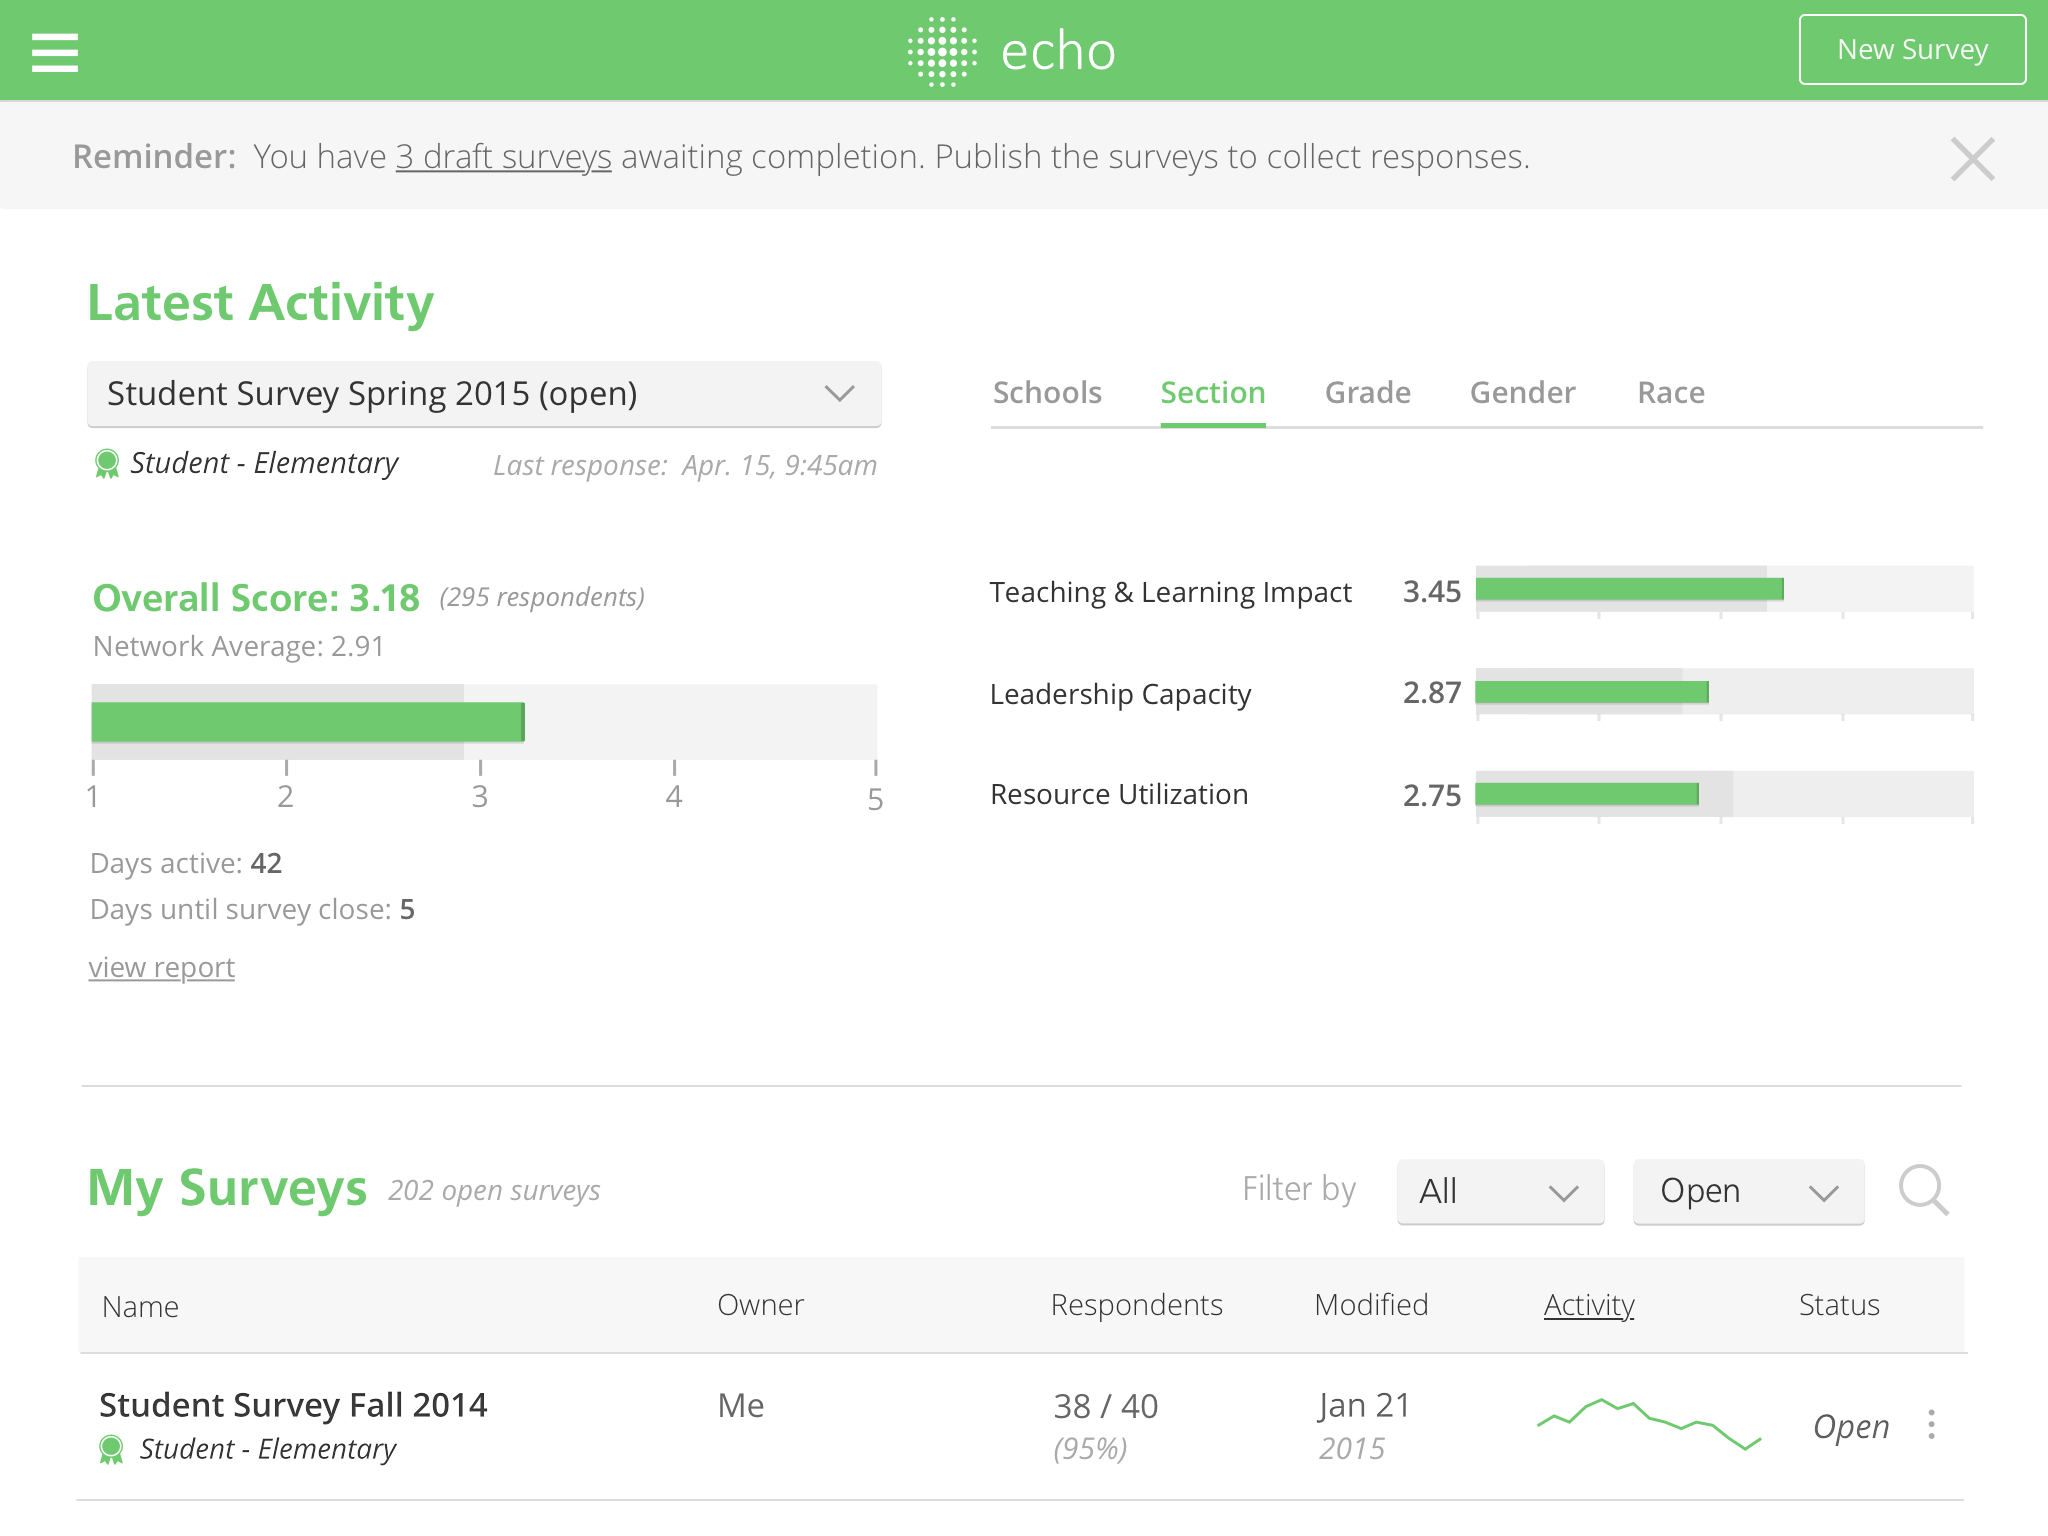 echo
New Survey
Reminder: You have 3 draft surveys awaiting completion. Publish the surveys to collect responses.
Latest Activity
Student Survey Spring 2015 (open)
Student - Elementary
Last response: Apr. 15, 9:45am
Schools Section Grade Gender Race
Overall Score: 3.18 (295 respondents)
Network Average: 2.91
1 2 3 4 5
Days active: 42
Days until survey close: 5
view report
Teaching & Learning Impact 3.45
Leadership Capacity 2.87
Resource Utilization 2.75
My Surveys 202 open surveys
Filter by All Open
Name Owner Respondents Modified Activity Status
Student Survey Fall 2014 Me 38 / 40 Jan 21 Open
Student - Elementary (95%) 2015